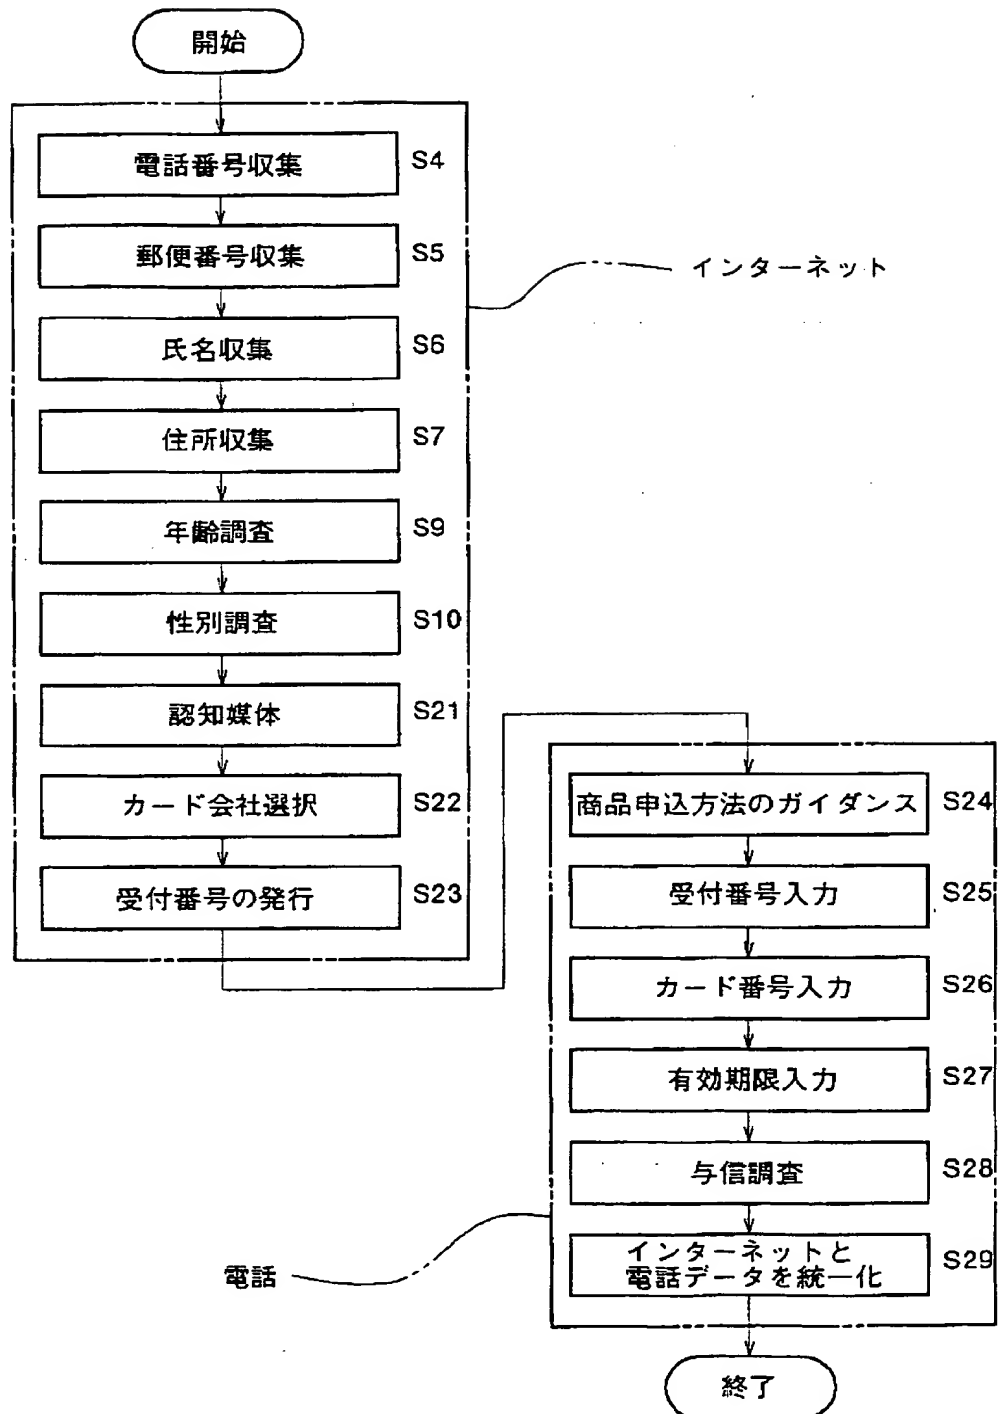 開始
電話番号収集 S4
郵便番号収集 S5
インターネット
氏名収集 S6
住所収集 S7
年齢調査 S9
性別調査 S10
認知媒体 S21
カード会社選択 S22
受付番号の発行 S23
商品申込方法のガイダンス S24
受付番号入力 S25
カード番号入力 S26
有効期限入力 S27
与信調査 S28
インターネットと
電話データを統一化 S29
電話
終了